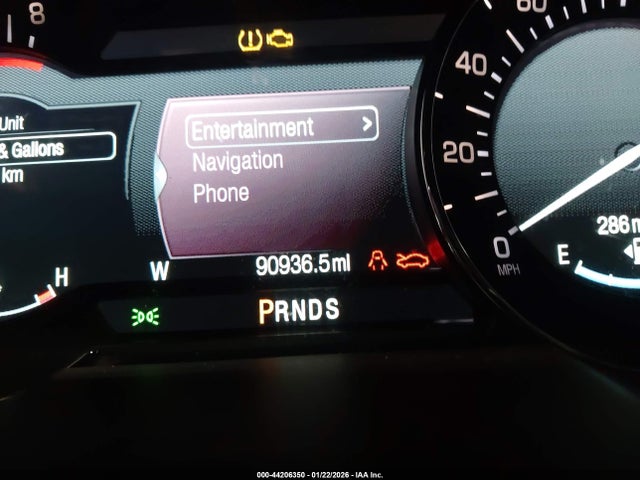 8
Unit
& Gallons
km
Entertainment >
Navigation
Phone
60
40
20
0
MPH
286
E
H
W
90936.5mi
PRNDS
000-44206350 - 01/22/2026 - IAA Inc.